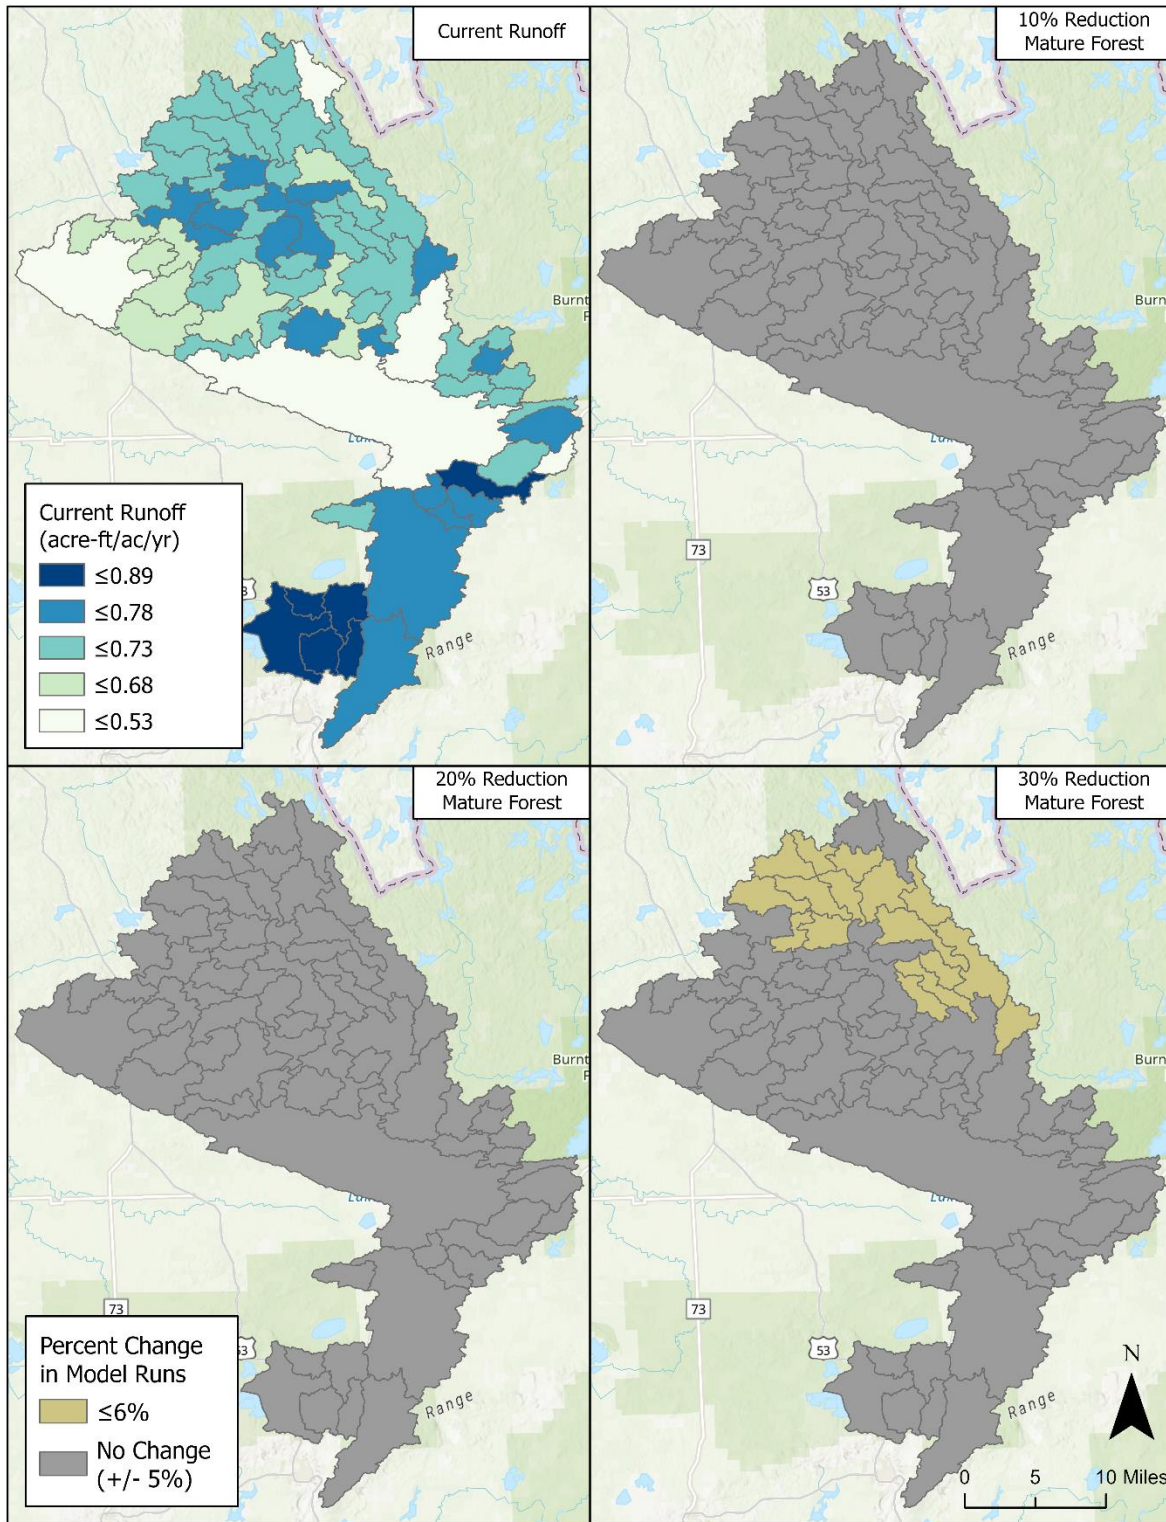 Current Runoff
Burnt
Current Runoff
(acre-ft/ac/yr)
≤0.89
≤0.78
≤0.73
≤0.68
≤0.53
Range
10% Reduction
Mature Forest
Burnt
73
53
Range
20% Reduction
Mature Forest
Burnt
73
53
Percent Change
in Model Runs
≤6%
No Change
(+/- 5%)
Range
30% Reduction
Mature Forest
Burn
73
53
Range
N
0 5 10 Miles